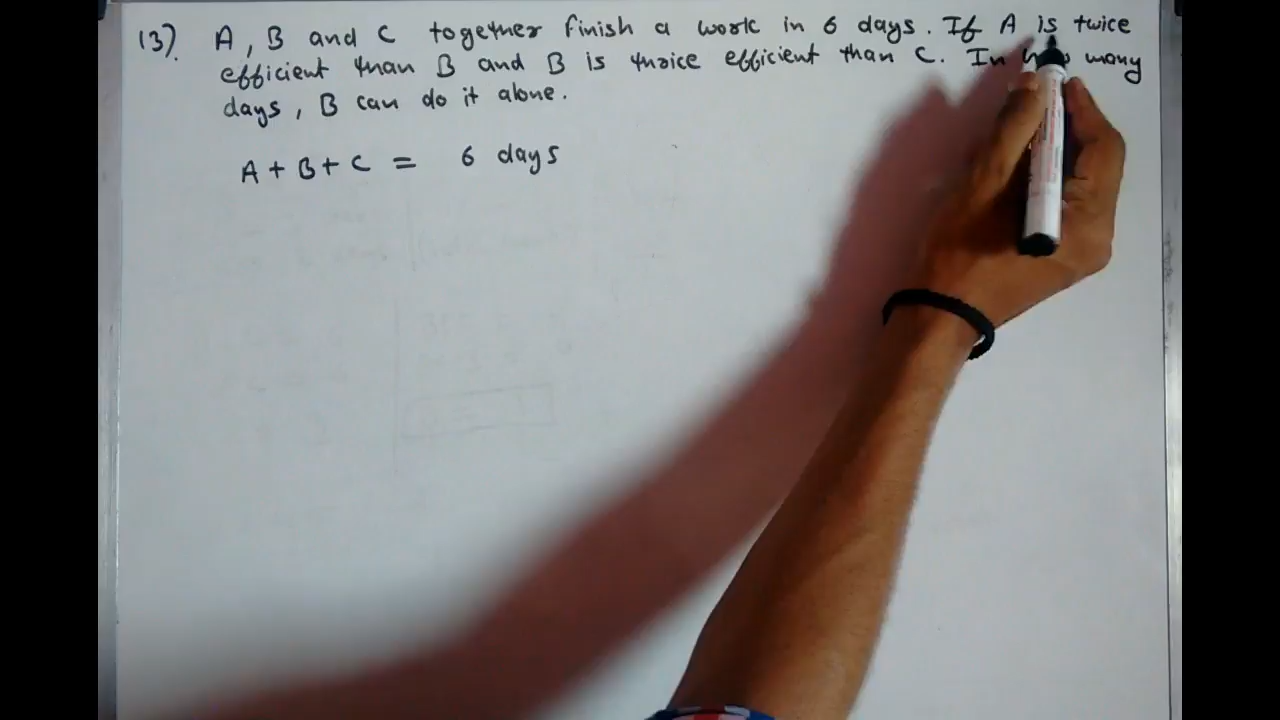 13). A, B and C together finish a work in 6 days. If A is twice
efficient than B and B is thrice efficient than C. In many
days, B can do it alone.
A + B + C = 6 days